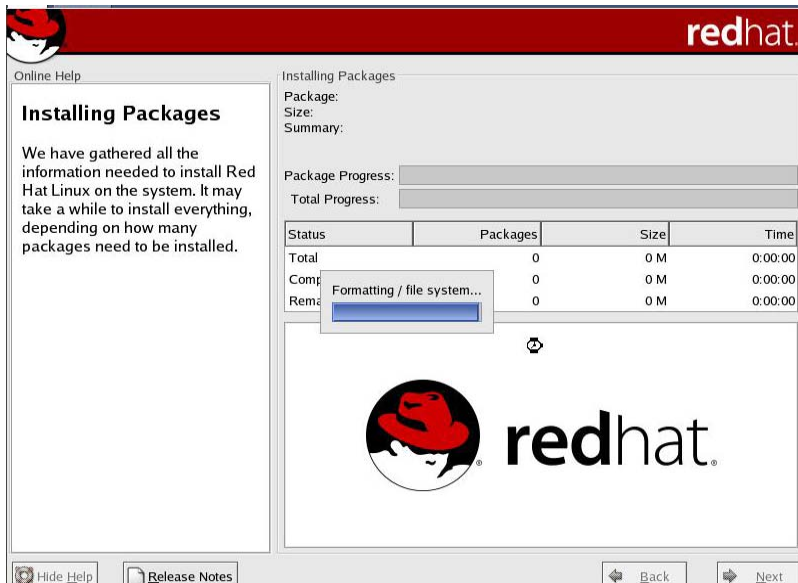 redhat.
Online Help
Installing Packages
We have gathered all the
information needed to install Red
Hat Linux on the system. It may
take a while to install everything,
depending on how many
packages need to be installed.
Installing Packages
Package:
Size:
Summary:
Package Progress:
Total Progress:
Status Packages Size Time
Total 0 0 M 0:00:00
Comp 0 0 M 0:00:00
Rema 0 0 M 0:00:00
Formatting / file system...
redhat.
Hide Help Release Notes Back Next